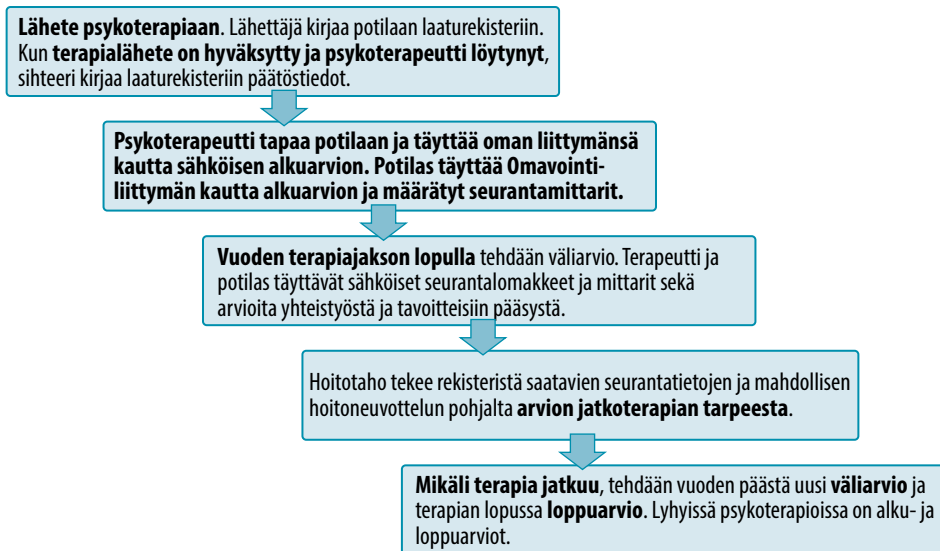 Lähete psykoterapiaan. Lähettäjä kirjaa potilaan laaturekisteriin.
Kun terapialähete on hyväksytty ja psykoterapeutti löytynyt,
sihteeri kirjaa laaturekisteriin päätöstiedot.
Psykoterapeutti tapaa potilaan ja täyttää oman liittymänsä
kautta sähköisen alkuarvion. Potilas täyttää Omavointi-
liittymän kautta alkuarvion ja määrätyt seurantamittarit.
Vuoden terapiajakson lopulla tehdään väliarvio. Terapeutti ja
potilas täyttävät sähköiset seurantalomakkeet ja mittarit sekä
arvioita yhteistyöstä ja tavoitteisiin pääsystä.
Hoitotaho tekee rekisteristä saatavien seurantatietojen ja mahdollisen
hoitoneuvottelun pohjalta arvion jatkoterapian tarpeesta.
Mikäli terapia jatkuu, tehdään vuoden päästä uusi väliarvio ja
terapian lopussa loppuarvio. Lyhyissä psykoterapioissa on alku- ja
loppuarviot.